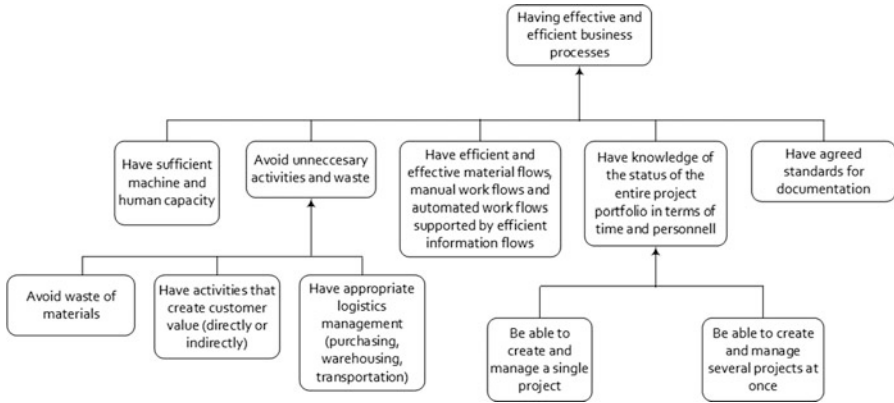 Having effective and
efficient business
processes
Have sufficient
machine and
human capacity
Avoid unneccesary
activities and waste
Have efficient and
effective material flows,
manual work flows and
automated work flows
supported by efficient
information flows
Have knowledge of
the status of the
entire project
portfolio in terms of
time and personnell
Have agreed
standards for
documentation
Avoid waste of
materials
Have activities that
create customer
value (directly or
indirectly)
Have appropriate
logistics
management
(purchasing,
warehousing,
transportation)
Be able to
create and
manage a single
project
Be able to create
and manage
several projects at
once